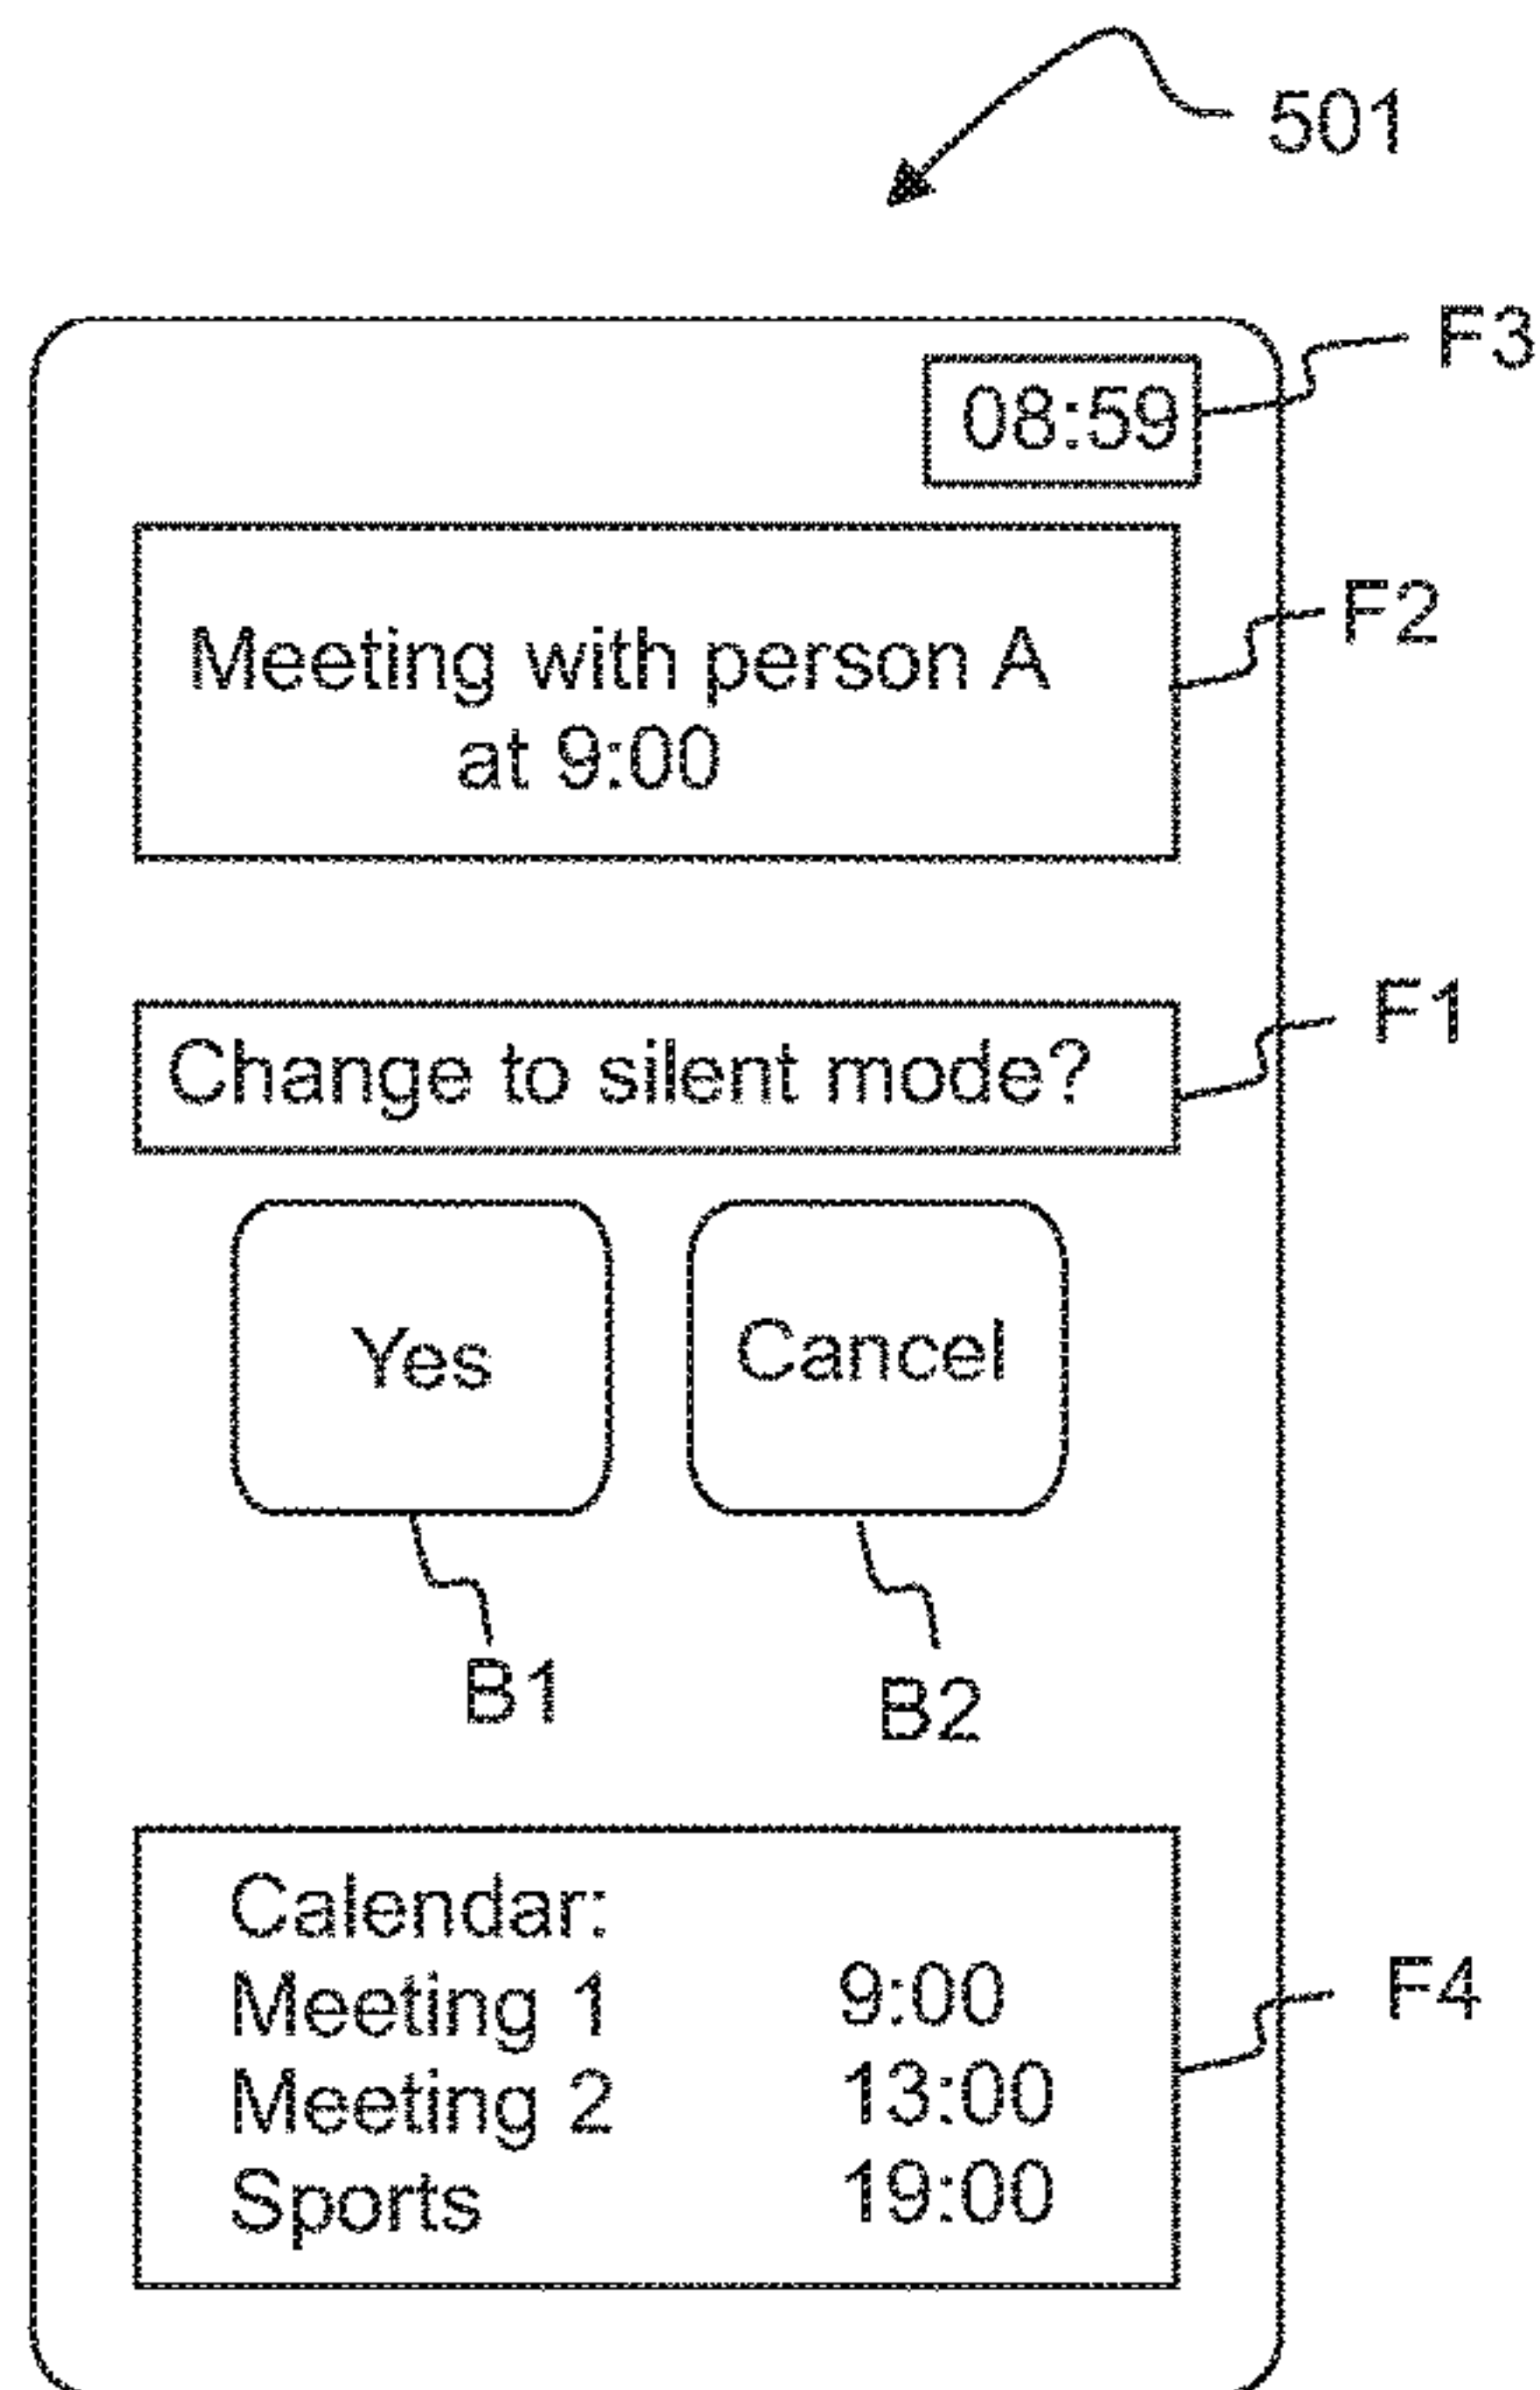 501
F3
08:59
F2
Meeting with person A
at 9:00
F1
Change to silent mode?
Yes
Cancel
B1
B2
Calendar:
Meeting 1 9:00
F4
Meeting 2 13:00
Sports 19:00